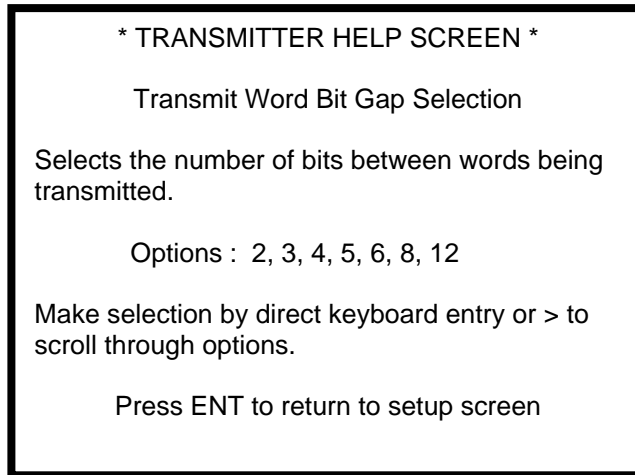 * TRANSMITTER HELP SCREEN *
Transmit Word Bit Gap Selection
Selects the number of bits between words being
transmitted.
Options : 2, 3, 4, 5, 6, 8, 12
Make selection by direct keyboard entry or > to
scroll through options.
Press ENT to return to setup screen